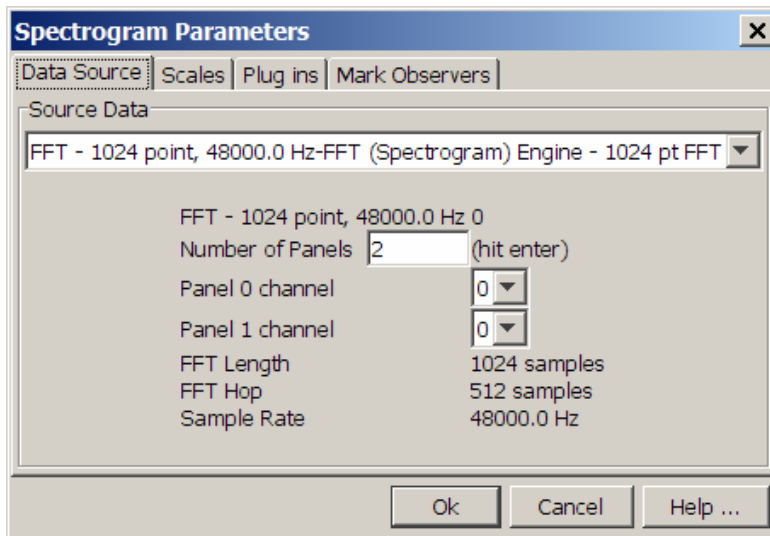 Spectrogram Parameters
Data Source Scales Plug ins Mark Observers
Source Data
FFT - 1024 point, 48000.0 Hz-FFT (Spectrogram) Engine - 1024 pt FFT
FFT - 1024 point, 48000.0 Hz 0
Number of Panels 2 (hit enter)
Panel 0 channel 0
Panel 1 channel 0
FFT Length 1024 samples
FFT Hop 512 samples
Sample Rate 48000.0 Hz
Ok Cancel Help ...